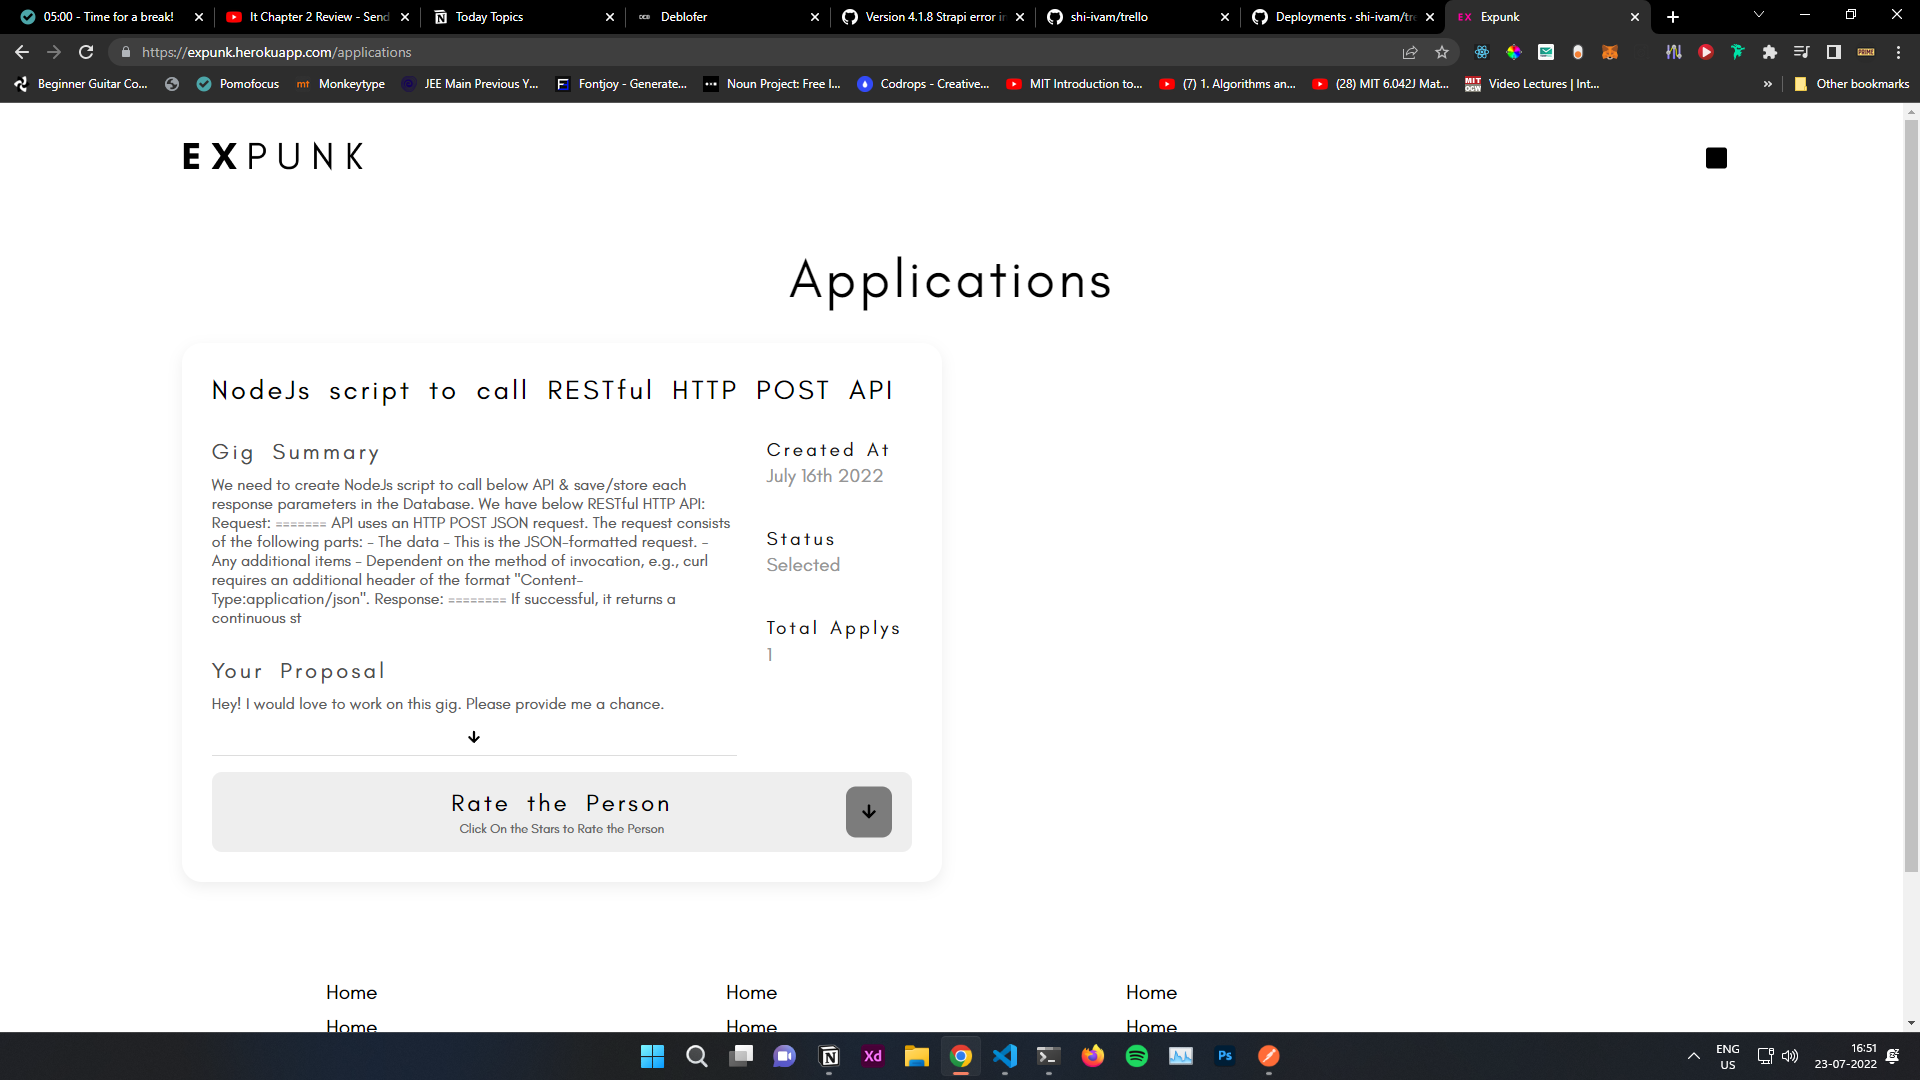 05:00 - Time for a break!
It Chapter 2 Review - Send
Today Topics
Deblofer
Version 4.1.8 Strapi error in
shi-ivam/trello
Deployments · shi-ivam/tre
EX Expunk
https://expunk.herokuapp.com/applications
Beginner Guitar Co...
Pomofocus
mt Monkeytype
JEE Main Previous Y...
Fontjoy - Generate...
Noun Project: Free I...
Codrops - Creative...
MIT Introduction to...
(7) 1. Algorithms an...
(28) MIT 6.042J Mat...
MIT OCW Video Lectures | Int...
» Other bookmarks
EXPUNK
Applications
NodeJs script to call RESTful HTTP POST API
Gig Summary
We need to create NodeJs script to call below API & save/store each
response parameters in the Database. We have below RESTful HTTP API:
Request: ======= API uses an HTTP POST JSON request. The request consists
of the following parts: - The data - This is the JSON-formatted request. -
Any additional items - Dependent on the method of invocation, e.g., curl
requires an additional header of the format "Content-
Type:application/json". Response: ======== If successful, it returns a
continuous st
Created At
July 16th 2022
Status
Selected
Total Applys
1
Your Proposal
Hey! I would love to work on this gig. Please provide me a chance.
Rate the Person
Click On the Stars to Rate the Person
Home Home Home
Home Home Home
Xd
Ps
ENG
US
16:51
23-07-2022